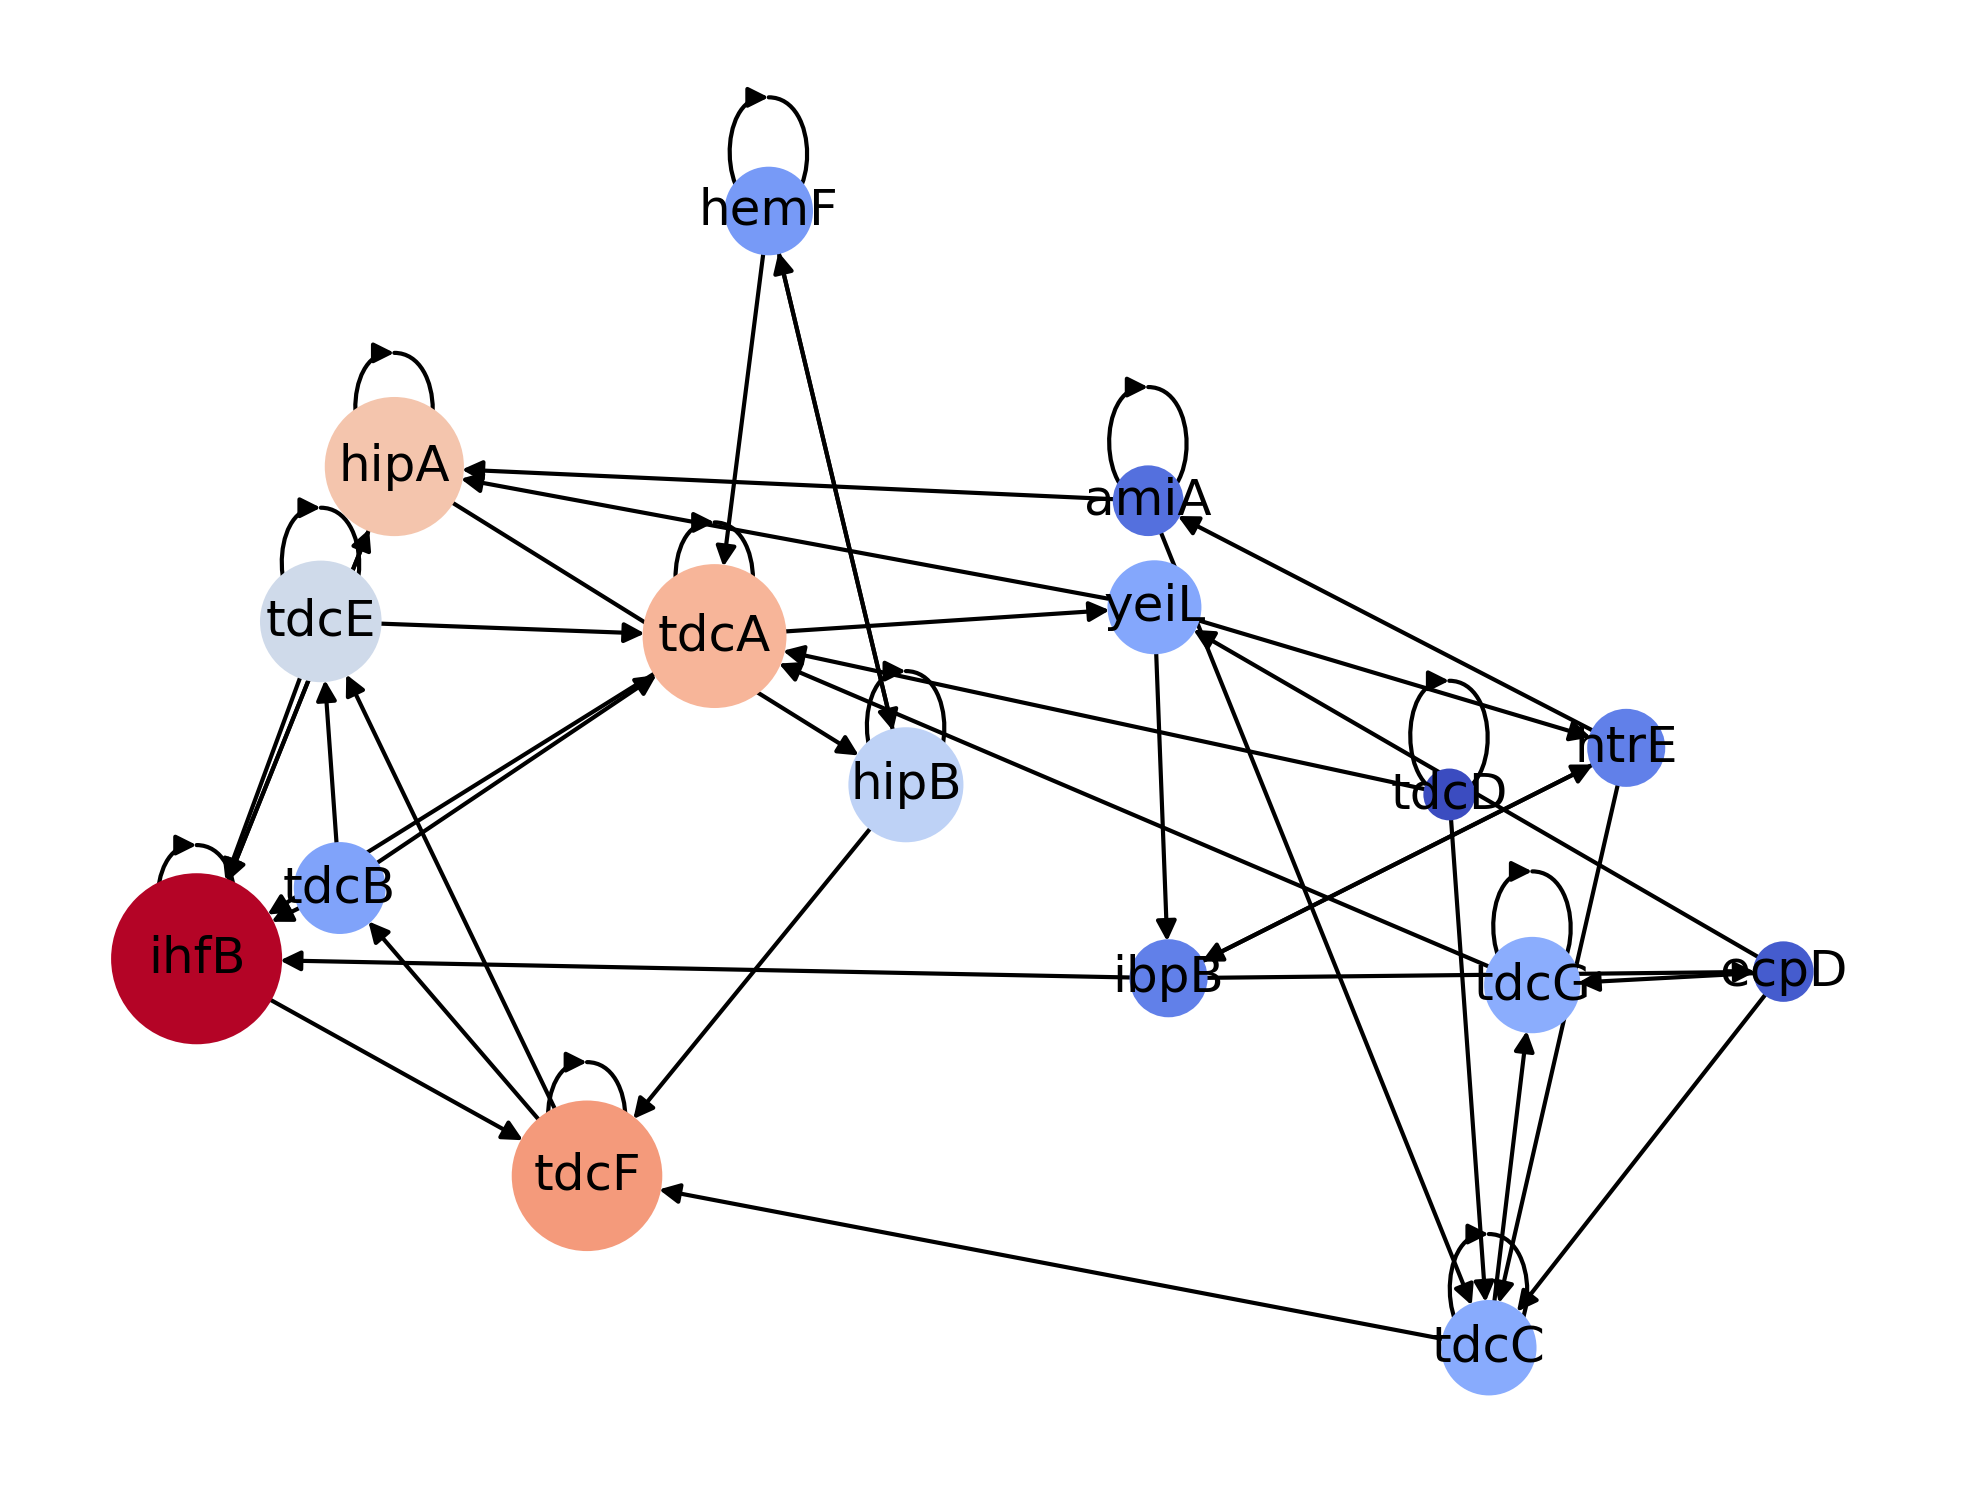 hemF
hipA
amiA
yeiL
tdcE
tdcA
ntrE
hipB
tdcD
tdcB
ihfB
ibpB
tdcG
ecpD
tdcF
tdcC